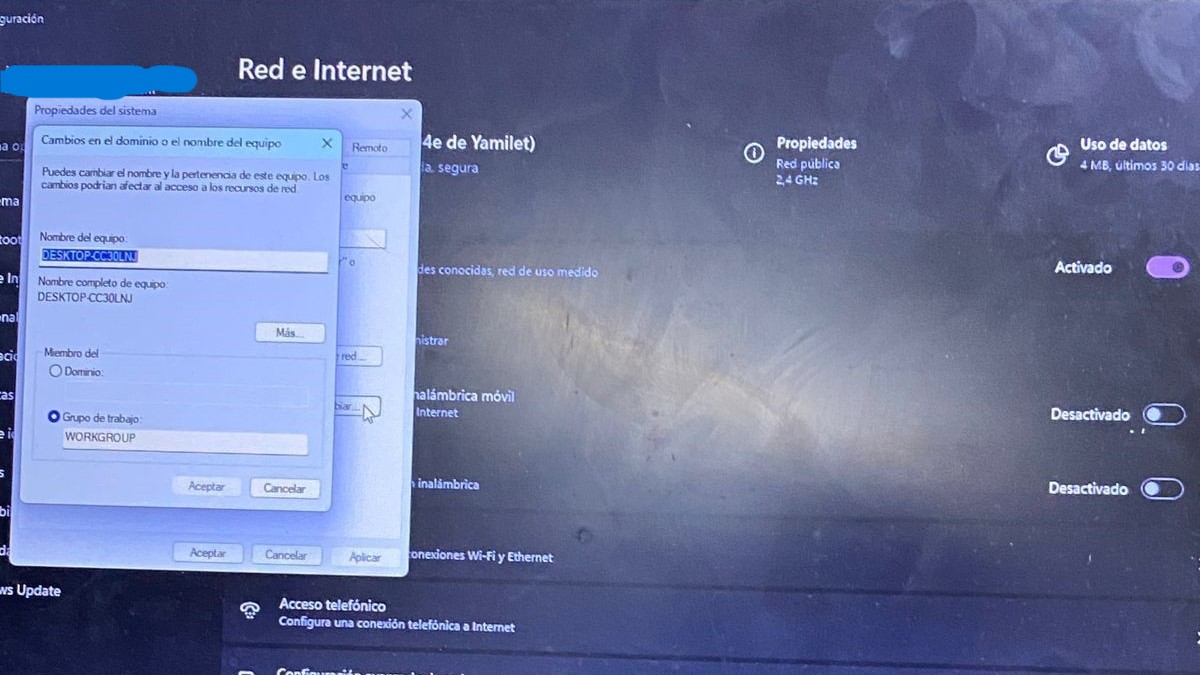 guración
Red e Internet
Propiedades del sistema
Cambios en el dominio o el nombre del equipo
Remoto
Puedes cambiar el nombre y la pertenencia de este equipo. Los
cambios podrían afectar al acceso a los recursos de red.
equipo
Nombre del equipo:
DESKTOP-CC30LNJ
" o
Nombre completo de equipo:
DESKTOP-CC30LNJ
Más...
Miembro del
red...
Dominio:
biar...
Grupo de trabajo:
WORKGROUP
Aceptar
Cancelar
Aceptar
Cancelar
Aplicar
4e de Yamilet)
da, segura
Propiedades
Red pública
2,4 GHz
Uso de datos
4 MB, últimos 30 días
des conocidas, red de uso medido
Activado
nistrar
nalámbrica móvil
Internet
Desactivado
n inalámbrica
Desactivado
conexiones Wi-Fi y Ethernet
ws Update
Acceso telefónico
Configura una conexión telefónica a Internet